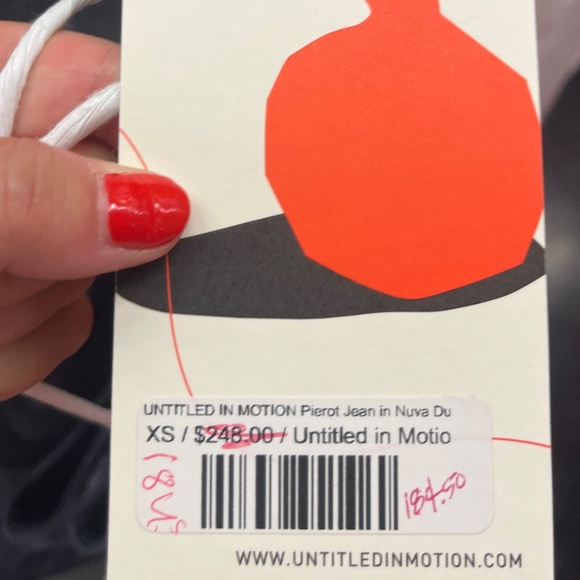 UNTITLED IN MOTION Pierot Jean in Nuva Du
XS / $248.00 / Untitled in Motio
184.50
WWW.UNTITLEDINMOTION.COM